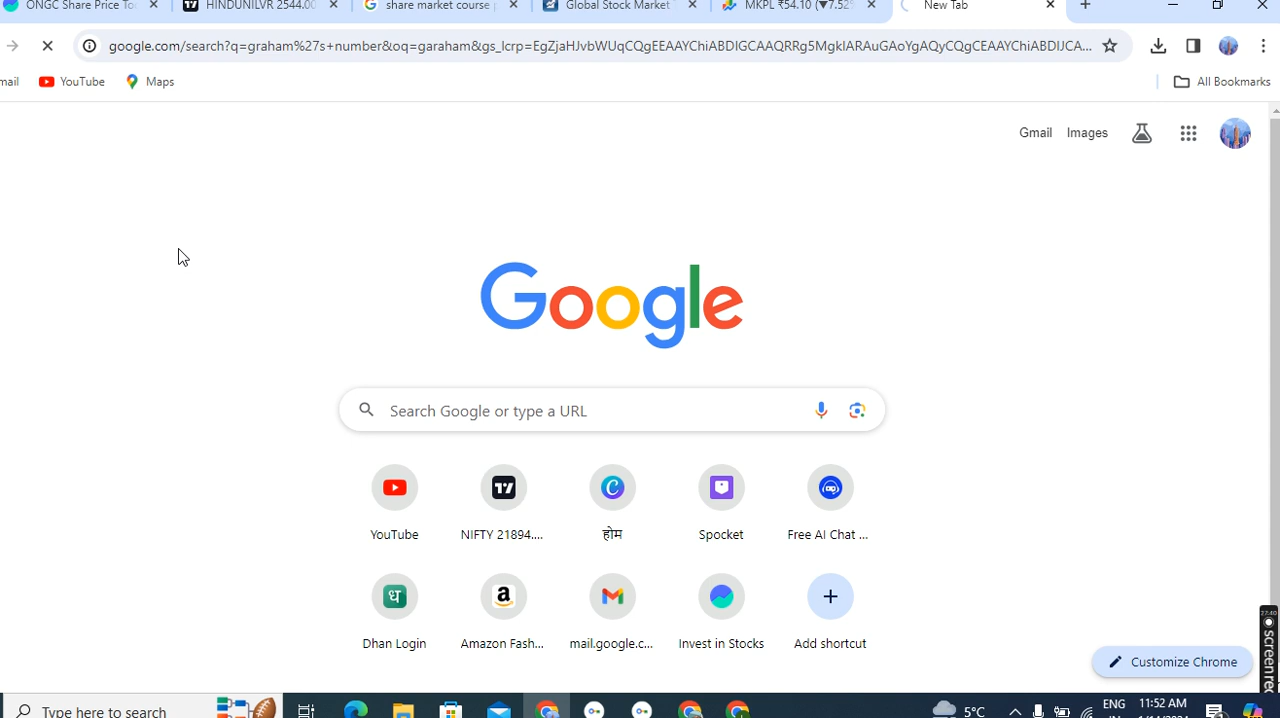 ONGC Share Price To
HINDUNILVR 2544.00
share market course
Global Stock Market
MKPL ₹54.10 (▼7.52%
New Tab
google.com/search?q=graham%27s+number&oq=garaham&gs_lcrp=EgZjaHJvbWUqCQgEEAAYChiABDIGCAAQRRg5MgkIARAuGAoYgAQyCQgCEAAYChiABDIJCA...
mail
YouTube
Maps
All Bookmarks
Gmail
Images
Google
Search Google or type a URL
YouTube
NIFTY 21894....
होम
Spocket
Free AI Chat ...
Dhan Login
Amazon Fash...
mail.google.c...
Invest in Stocks
Add shortcut
Customize Chrome
Type here to search
5°C
ENG
11:52 AM